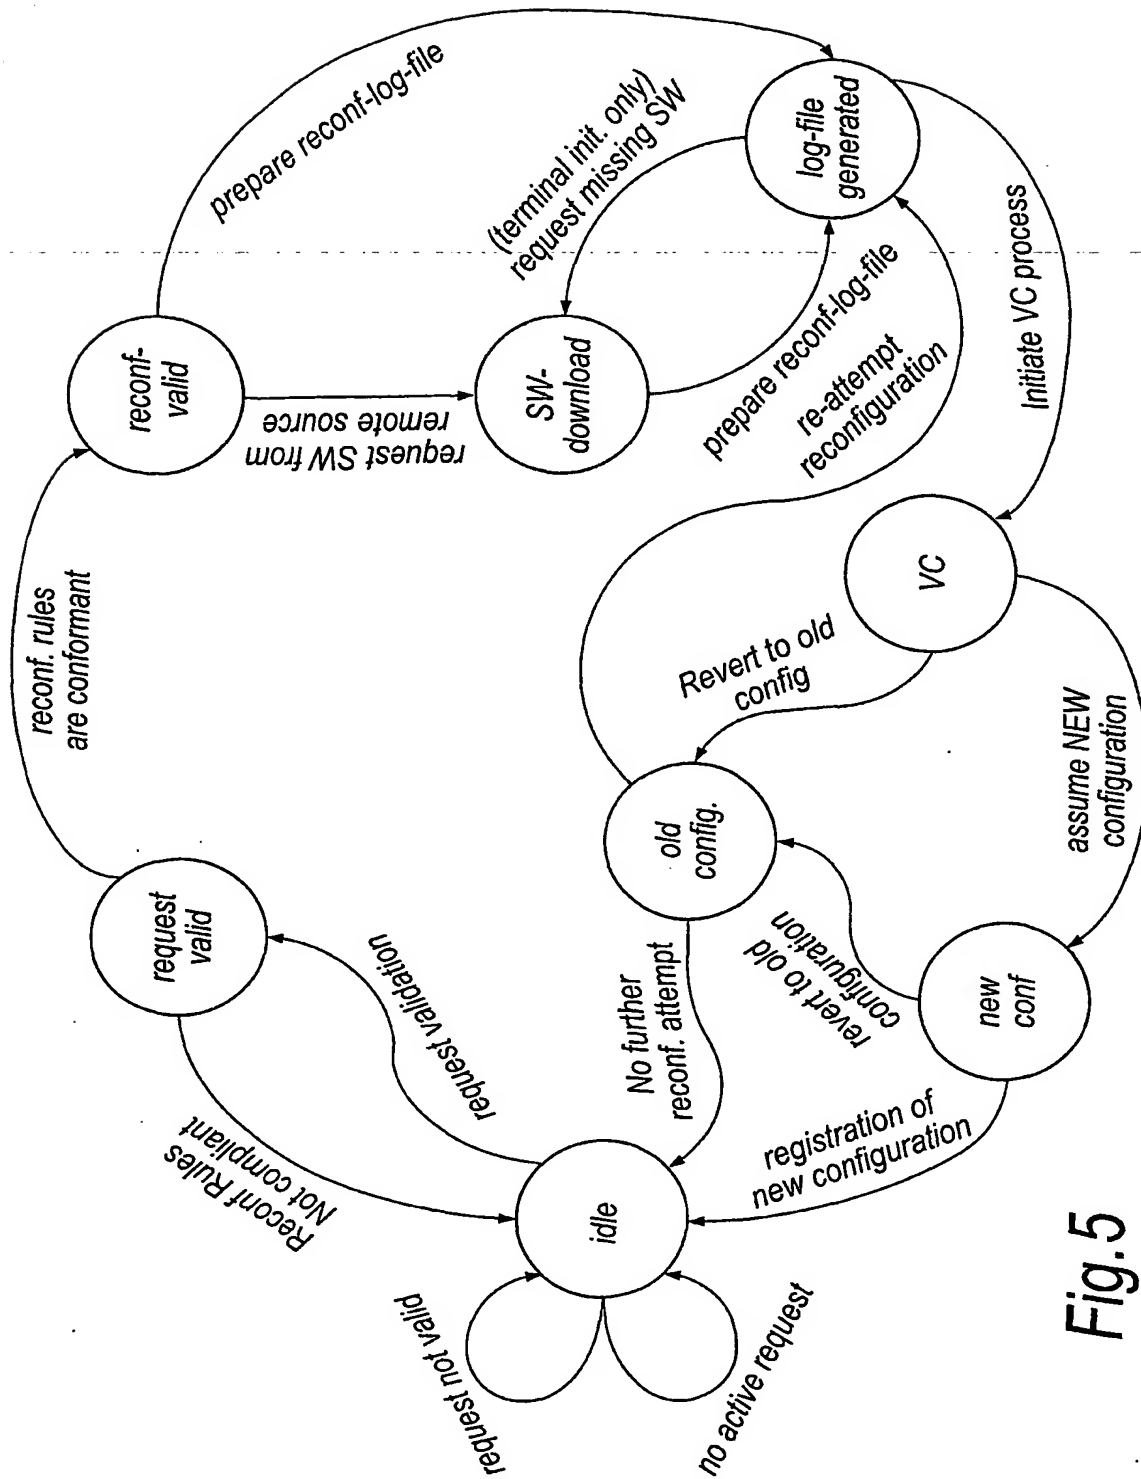 request not valid
no active request
idle
Reconf Rules
Not compliant
request validation
No further
reconf. attempt
registration of
new configuration
request
valid
old
config.
revert to old
configuration
new
conf
reconf. rules
are conformant
Revert to old
config
assume NEW
configuration
VC
reconf-
valid
request SW from
remote source
SW-
download
re-attempt
reconfiguration
Initiate VC process
prepare reconf-log-file
(terminal init. only)
request missing SW
prepare reconf-log-file
log-file
generated
Fig.5